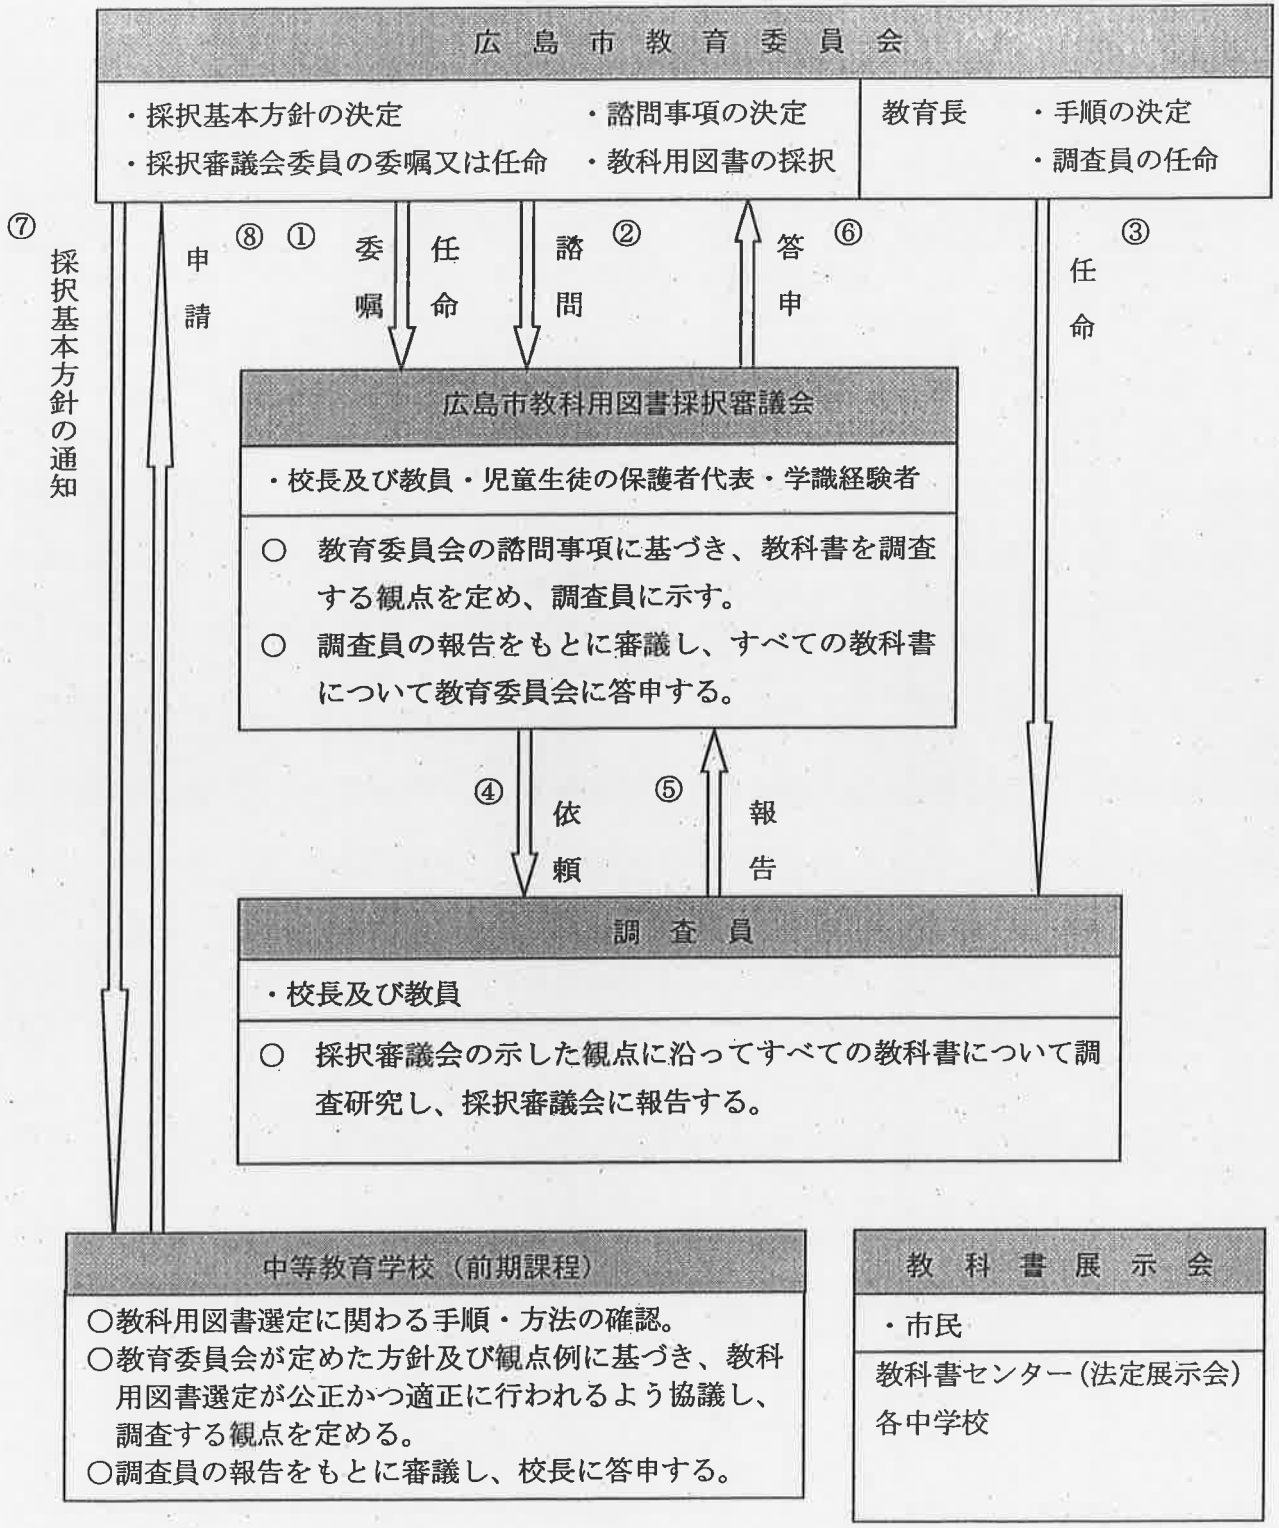 広島市教育委員会
・採択基本方針の決定
・諮問事項の決定
・採択審議会委員の委嘱又は任命
・教科用図書の採択
教育長
・手順の決定
・調査員の任命
⑦
採択基本方針の通知
申請
⑧
①
委嘱
任命
諮問
②
答申
⑥
③
任命
広島市教科用図書採択審議会
・校長及び教員・児童生徒の保護者代表・学識経験者
○ 教育委員会の諮問事項に基づき、教科書を調査
する観点を定め、調査員に示す。
○ 調査員の報告をもとに審議し、すべての教科書
について教育委員会に答申する。
④
依頼
⑤
報告
調査員
・校長及び教員
○ 採択審議会の示した観点に沿ってすべての教科書について調
査研究し、採択審議会に報告する。
中等教育学校（前期課程）
○教科用図書選定に関わる手順・方法の確認。
○教育委員会が定めた方針及び観点例に基づき、教科
用図書選定が公正かつ適正に行われるよう協議し、
調査する観点を定める。
○調査員の報告をもとに審議し、校長に答申する。
教科書展示会
・市民
教科書センター（法定展示会）
各中学校